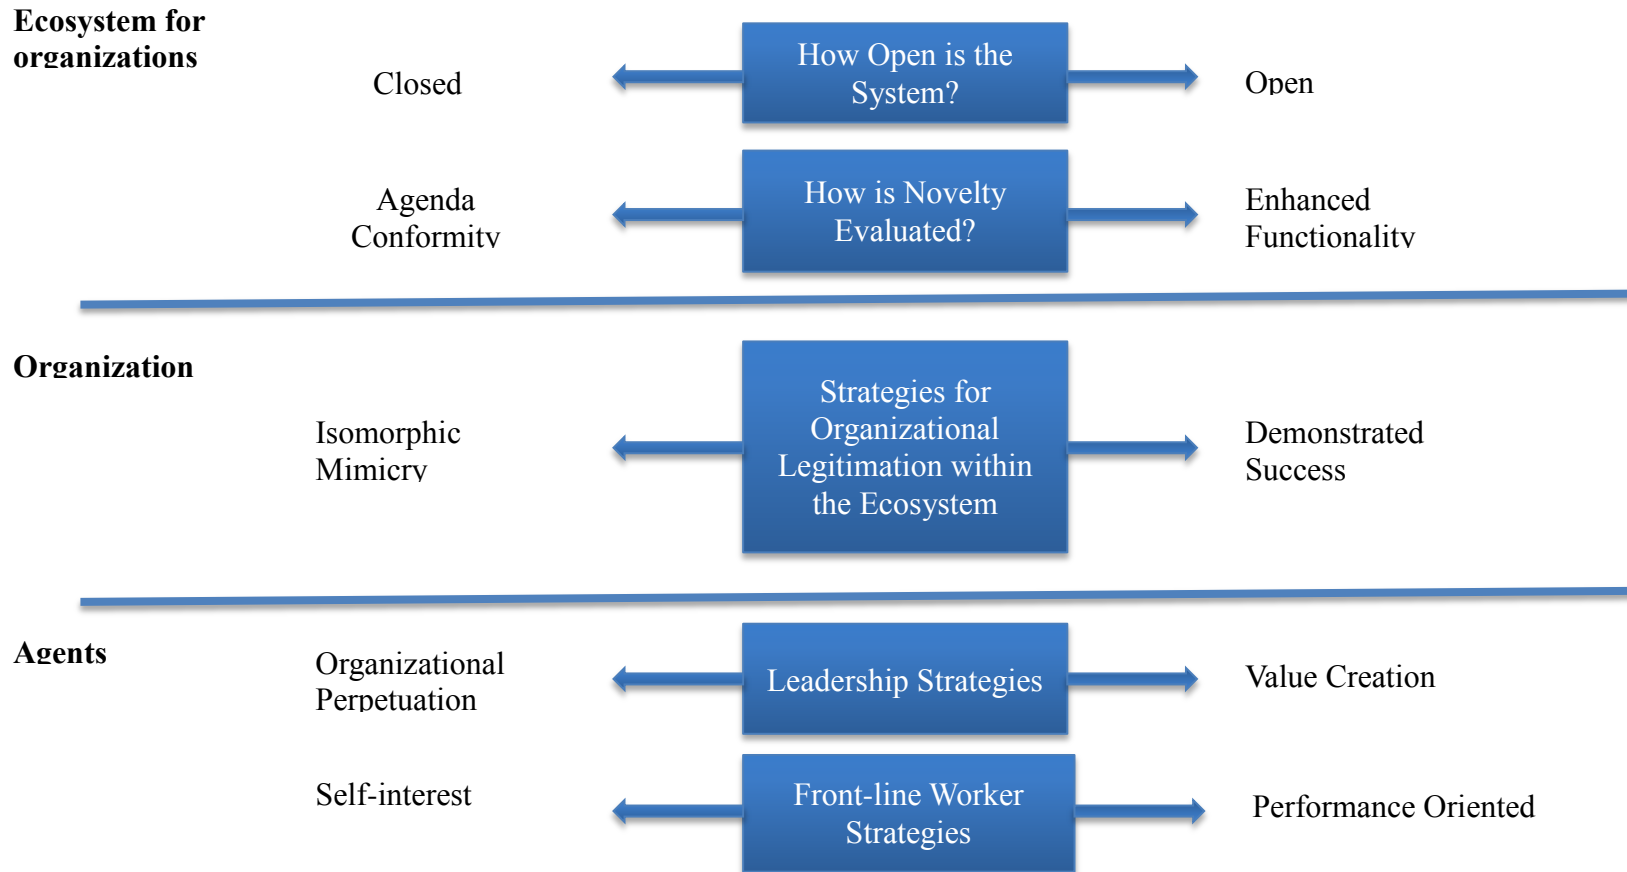 Ecosystem for
organizations
Closed
How Open is the
System?
Open
Agenda
Conformity
How is Novelty
Evaluated?
Enhanced
Functionality
Organization
Isomorphic
Mimicry
Strategies for
Organizational
Legitimation within
the Ecosystem
Demonstrated
Success
Agents
Organizational
Perpetuation
Leadership Strategies
Value Creation
Self-interest
Front-line Worker
Strategies
Performance Oriented